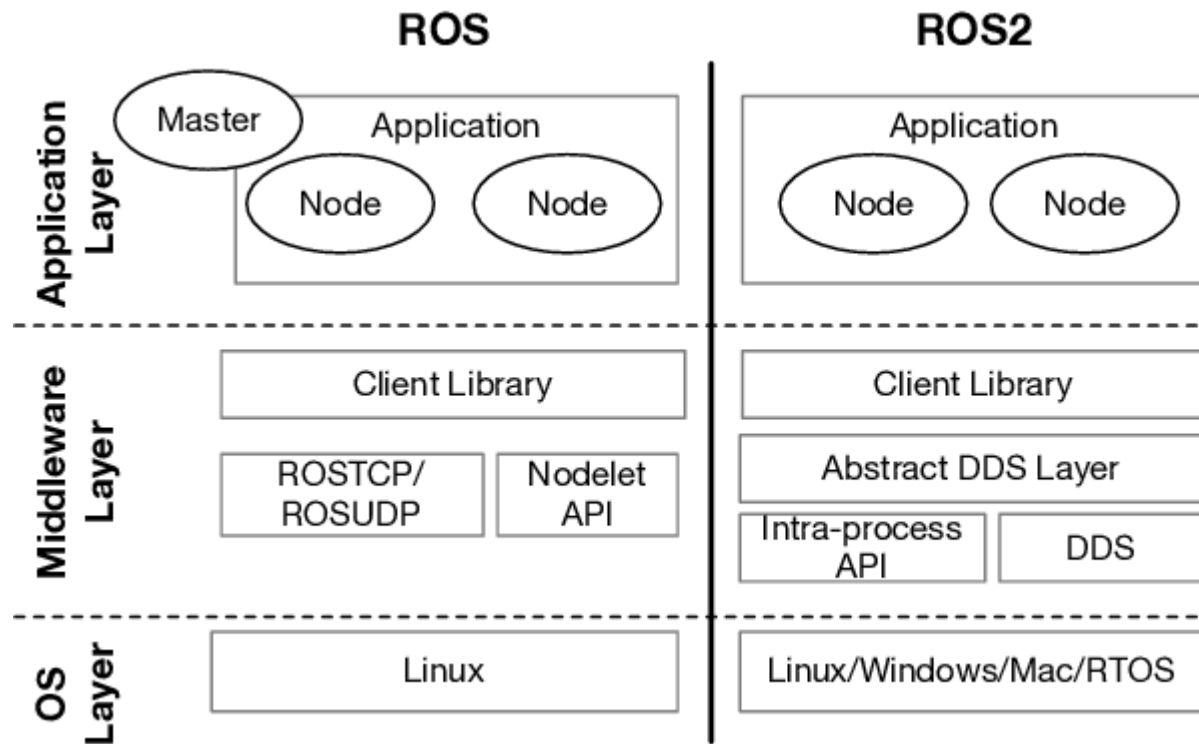 ROS
ROS2
Application
Layer
Master
Application
Node
Node
Application
Node
Node
Middleware
Layer
Client Library
ROSTCP/
ROSUDP
Nodelet
API
Client Library
Abstract DDS Layer
Intra-process
API
DDS
OS
Layer
Linux
Linux/Windows/Mac/RTOS